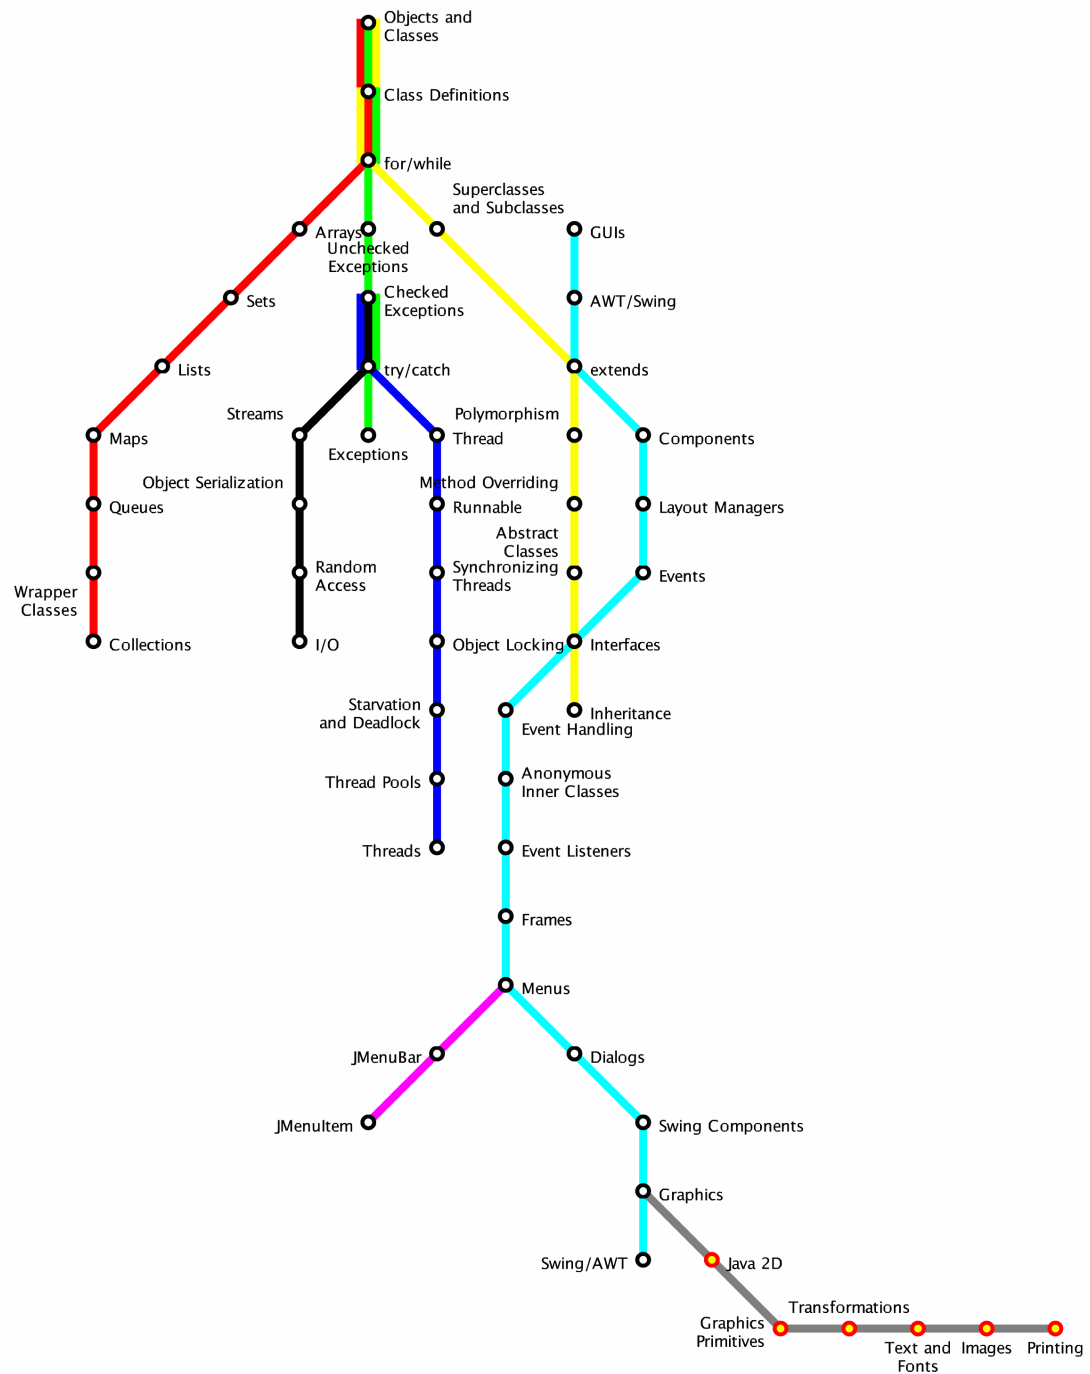 Objects and
Classes
Class Definitions
for/while
Superclasses
and Subclasses
Arrays
GUIs
Unchecked
Exceptions
Checked
Exceptions
Sets
AWT/Swing
Lists
try/catch
extends
Streams
Polymorphism
Maps
Thread
Components
Exceptions
Object Serialization
Method Overriding
Queues
Runnable
Layout Managers
Abstract
Classes
Random
Access
Synchronizing
Threads
Events
Wrapper
Classes
Collections
I/O
Object Locking
Interfaces
Starvation
and Deadlock
Inheritance
Event Handling
Thread Pools
Anonymous
Inner Classes
Threads
Event Listeners
Frames
Menus
JMenuBar
Dialogs
JMenuItem
Swing Components
Graphics
Swing/AWT
Java 2D
Transformations
Graphics
Primitives
Text and
Fonts
Images
Printing